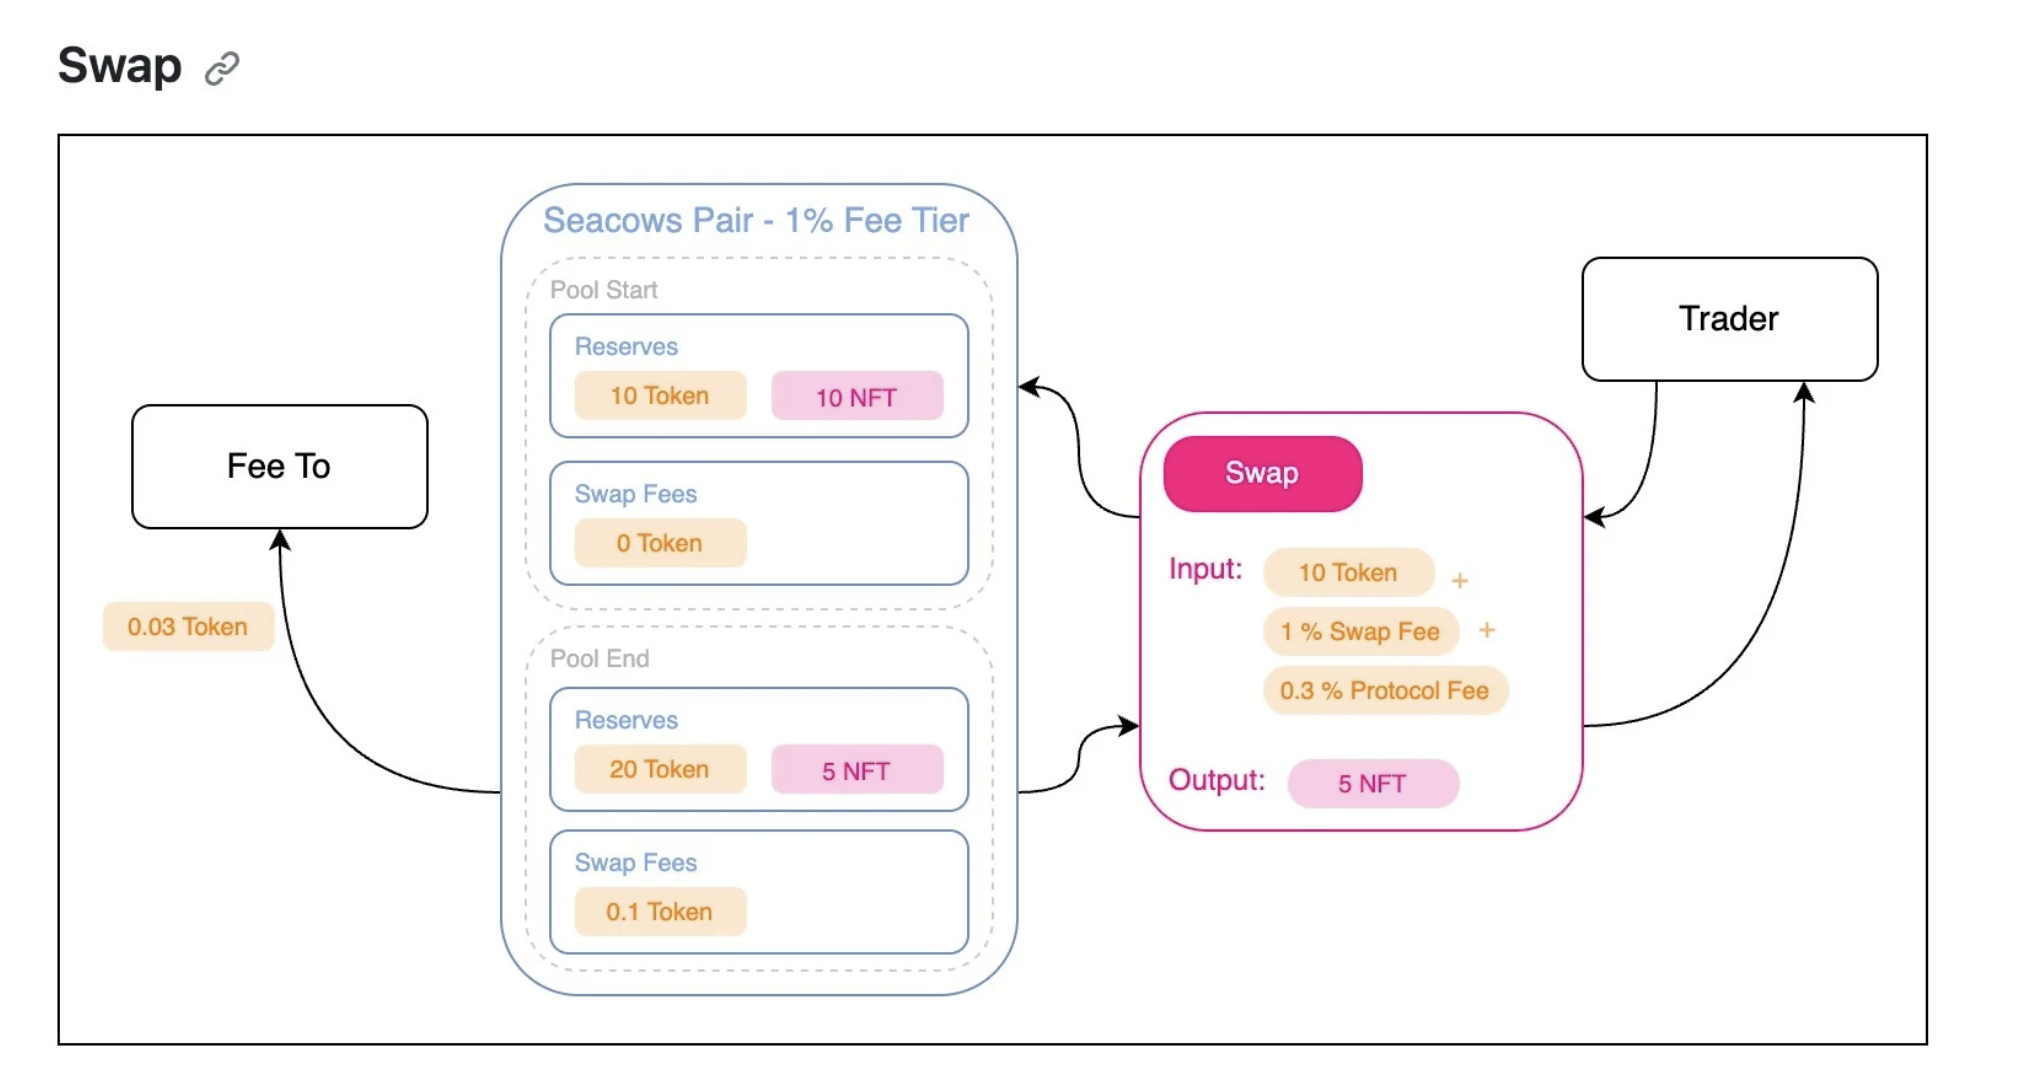 Swap
Seacows Pair - 1% Fee Tier
Pool Start
Reserves
10 Token
10 NFT
Swap Fees
0 Token
Pool End
Reserves
20 Token
5 NFT
Swap Fees
0.1 Token
Fee To
0.03 Token
Trader
Swap
Input:
10 Token +
1 % Swap Fee +
0.3 % Protocol Fee
Output:
5 NFT